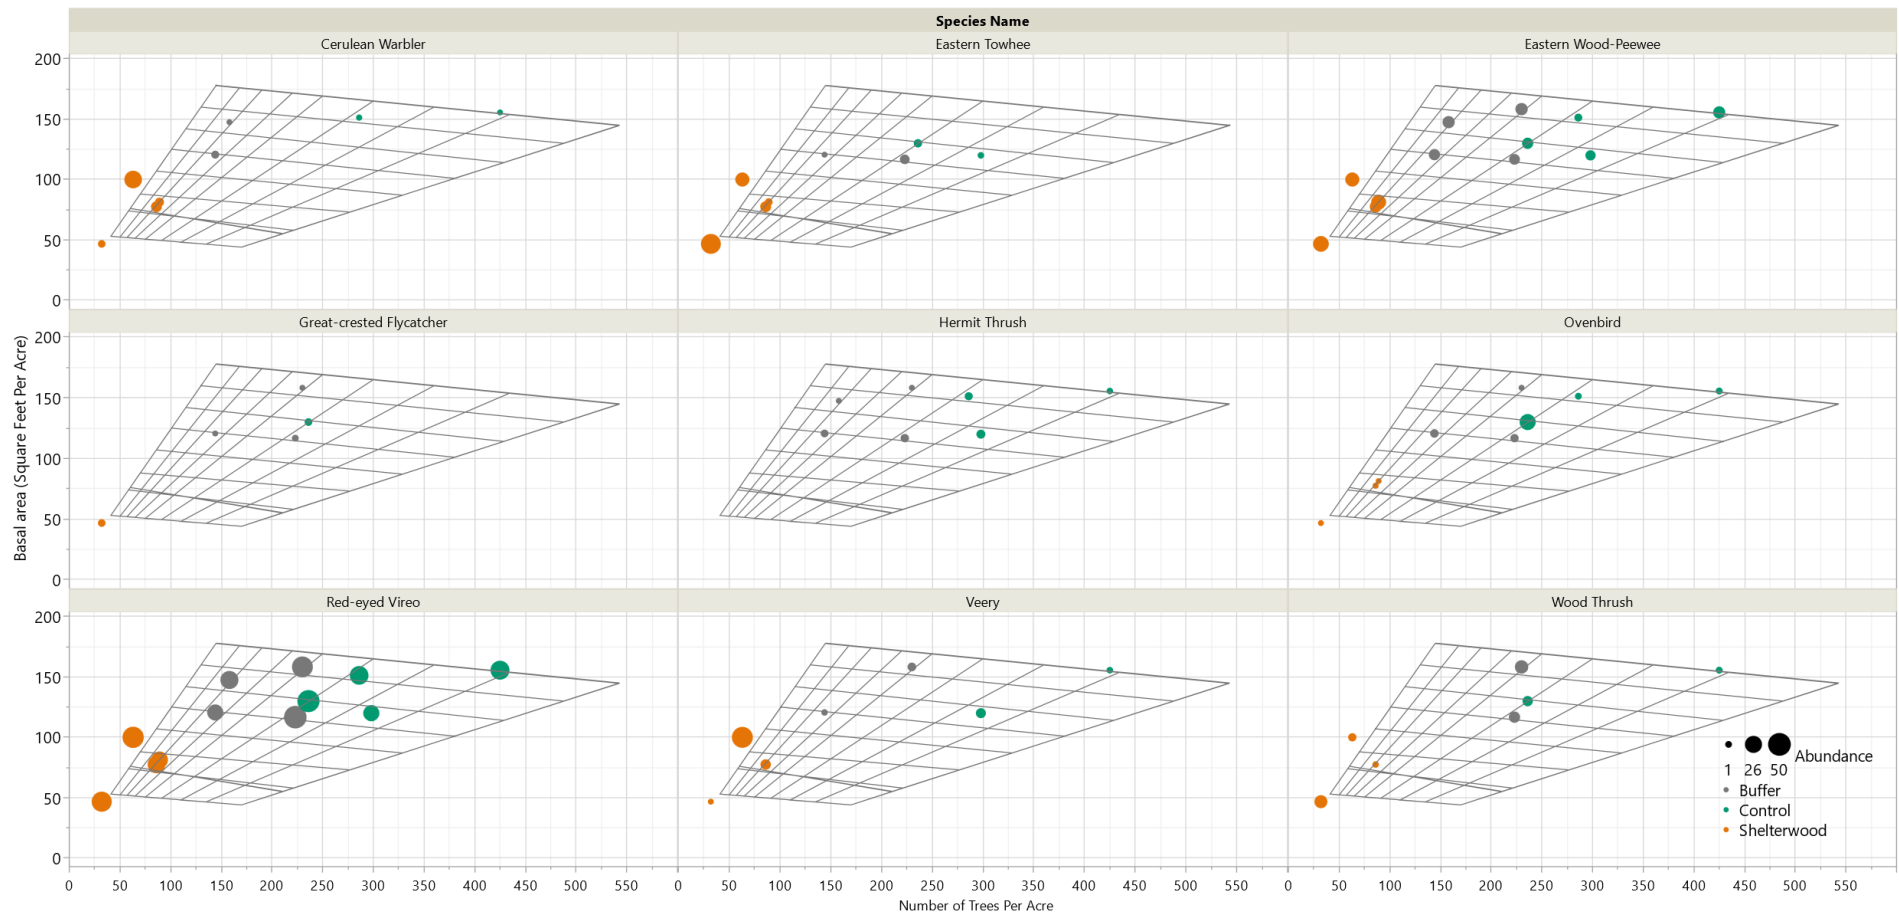 Species Name
Cerulean Warbler
Eastern Towhee
Eastern Wood-Peewee
200
150
100
50
0
Great-crested Flycatcher
Hermit Thrush
Ovenbird
200
150
100
50
0
Basal area (Square Feet Per Acre)
Red-eyed Vireo
Veery
Wood Thrush
200
150
100
50
0
1 26 50 Abundance
Buffer
Control
Shelterwood
0 50 100 150 200 250 300 350 400 450 500 550
0 50 100 150 200 250 300 350 400 450 500 550
0 50 100 150 200 250 300 350 400 450 500 550
Number of Trees Per Acre